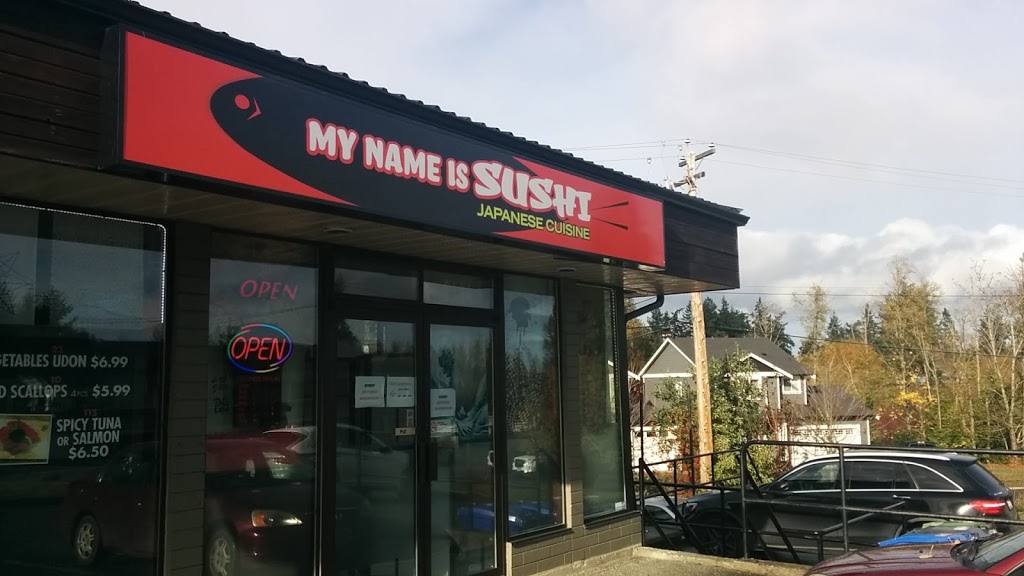 MY NAME IS SUSHI
JAPANESE CUISINE
OPEN
OPEN
UDON $6.99
SCALLOPS 4PCS $5.99
SPICY TUNA
OR SALMON
$6.50